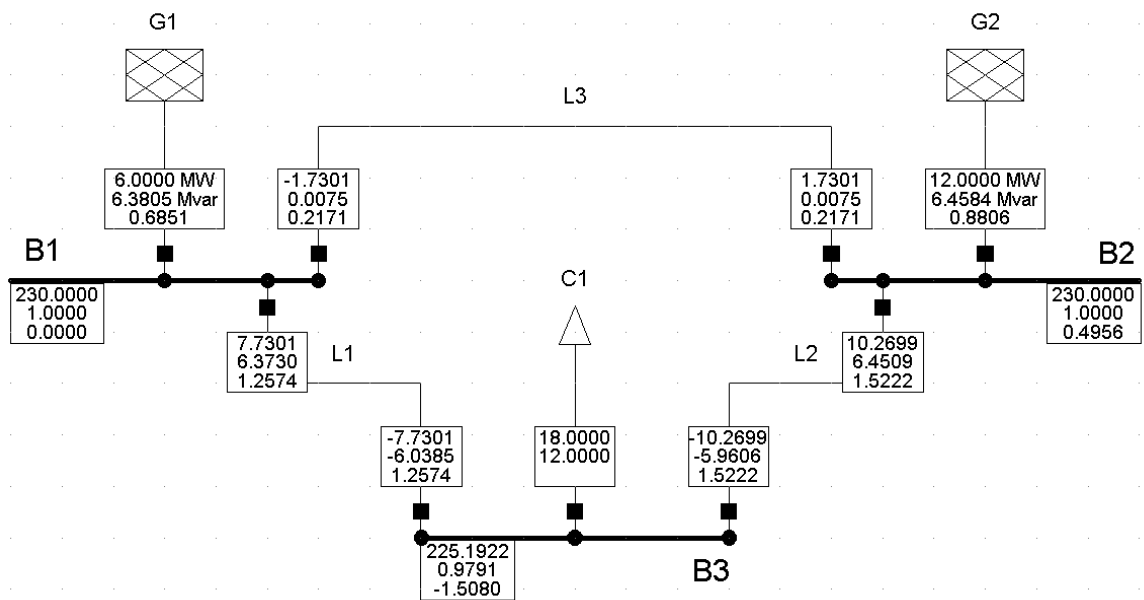 G1
G2
L3
6.0000 MW
6.3805 Mvar
0.6851
-1.7301
0.0075
0.2171
1.7301
0.0075
0.2171
12.0000 MW
6.4584 Mvar
0.8806
B1
B2
230.0000
1.0000
0.0000
C1
230.0000
1.0000
0.4956
7.7301
6.3730
1.2574
L1
L2
10.2699
6.4509
1.5222
-7.7301
-6.0385
1.2574
18.0000
12.0000
-10.2699
-5.9606
1.5222
225.1922
0.9791
-1.5080
B3